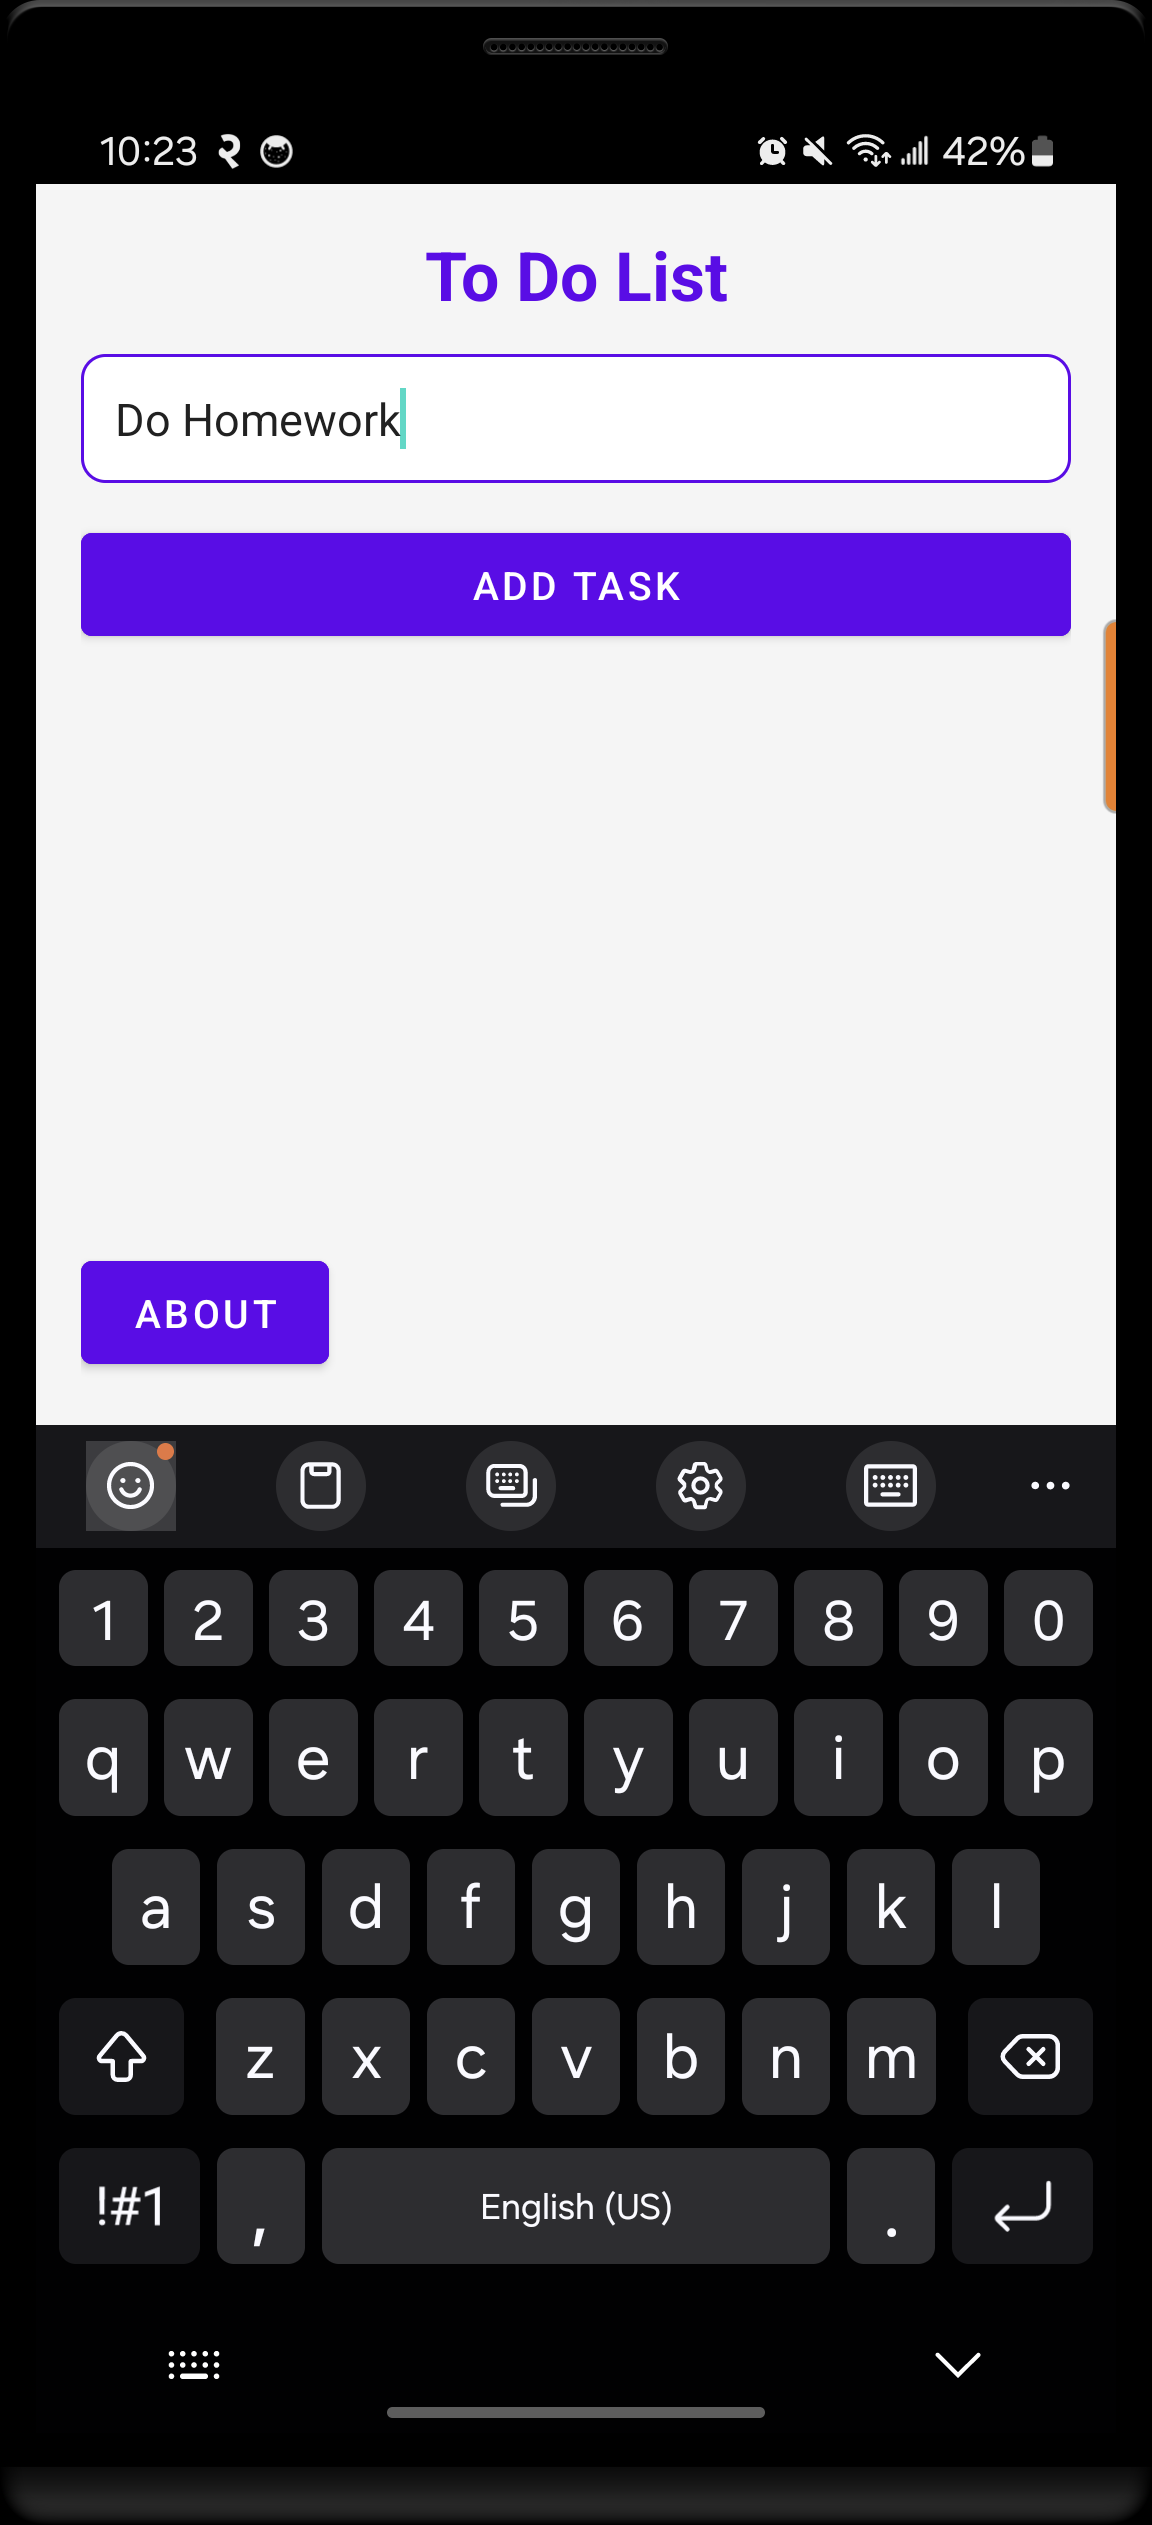 10:23 42%
To Do List
Do Homework
ADD TASK
ABOUT
1 2 3 4 5 6 7 8 9 0
q w e r t y u i o p
a s d f g h j k l
z x c v b n m
!#1 , English (US) .